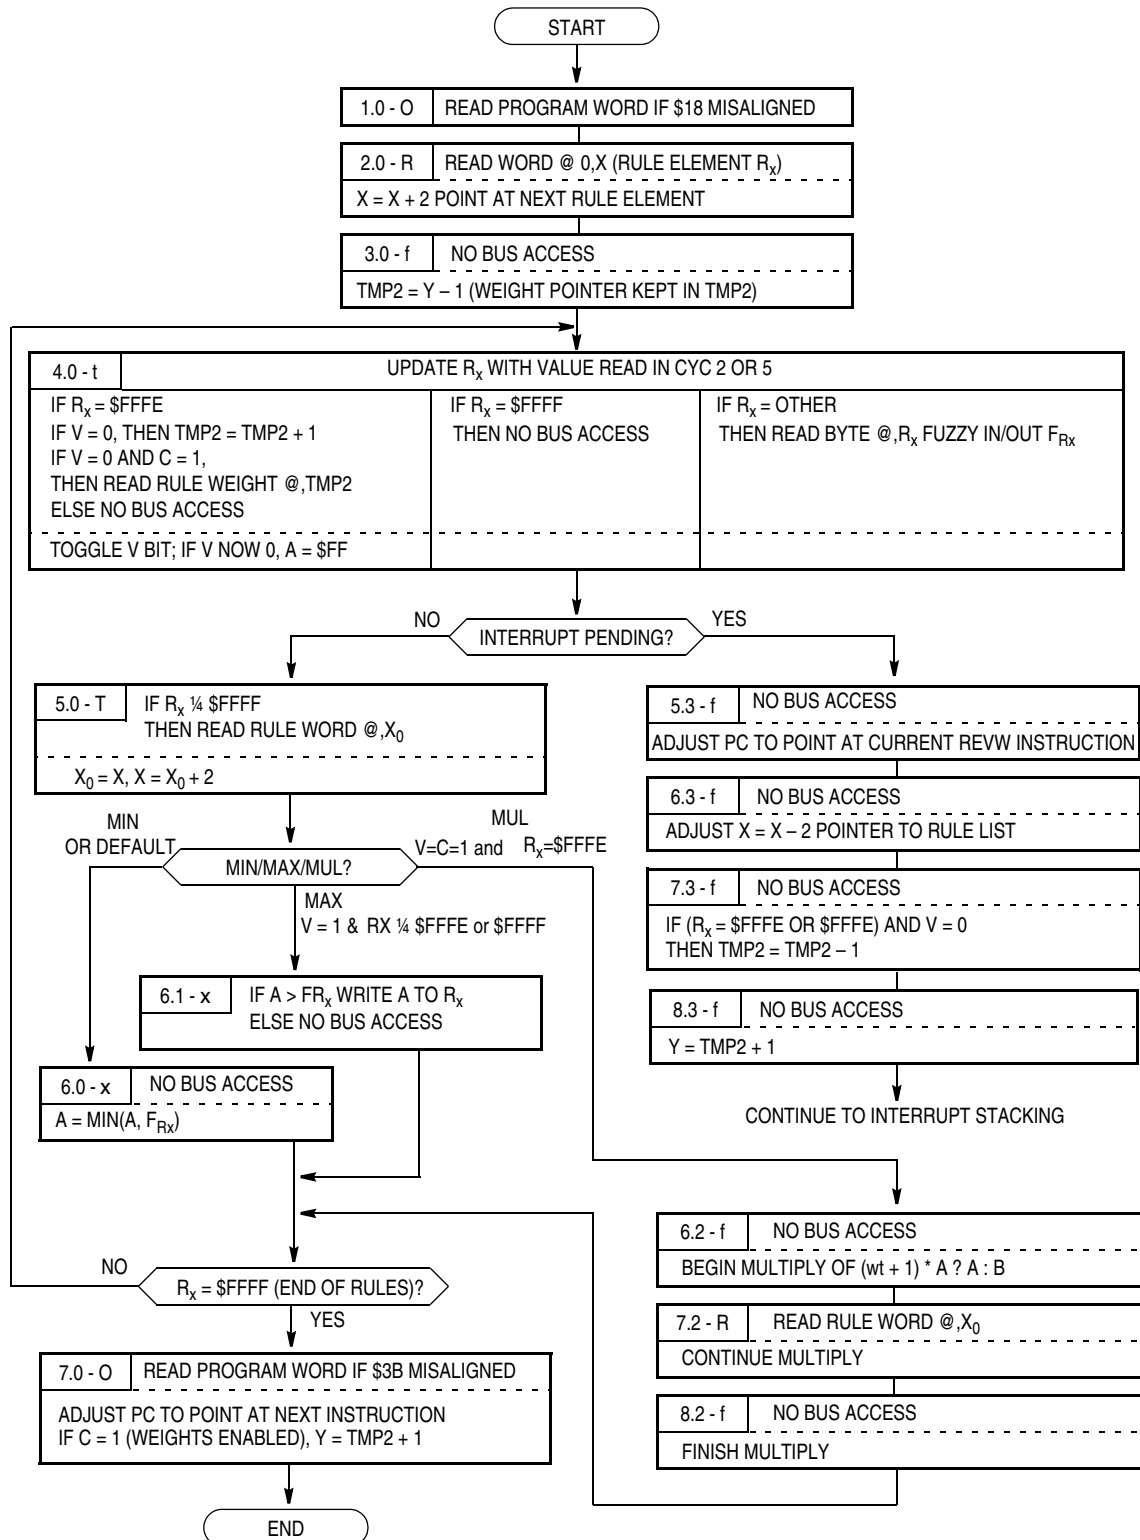 START
1.0 - O READ PROGRAM WORD IF $18 MISALIGNED
2.0 - R READ WORD @ 0,X (RULE ELEMENT Rx)
X = X + 2 POINT AT NEXT RULE ELEMENT
3.0 - f NO BUS ACCESS
TMP2 = Y – 1 (WEIGHT POINTER KEPT IN TMP2)
4.0 - t UPDATE Rx WITH VALUE READ IN CYC 2 OR 5
IF Rx = $FFFE
IF V = 0, THEN TMP2 = TMP2 + 1
IF V = 0 AND C = 1,
THEN READ RULE WEIGHT @,TMP2
ELSE NO BUS ACCESS
TOGGLE V BIT; IF V NOW 0, A = $FF
IF Rx = $FFFF
THEN NO BUS ACCESS
IF Rx = OTHER
THEN READ BYTE @,Rx FUZZY IN/OUT FRx
INTERRUPT PENDING?
NO
YES
5.0 - T IF Rx ¼ $FFFF
THEN READ RULE WORD @,X0
X0 = X, X = X0 + 2
MIN/MAX/MUL?
MIN
OR DEFAULT
MAX
V = 1 & RX ¼ $FFFE or $FFFF
MUL
V=C=1 and Rx=$FFFE
6.1 - x IF A > FRx WRITE A TO Rx
ELSE NO BUS ACCESS
6.0 - x NO BUS ACCESS
A = MIN(A, FRx)
5.3 - f NO BUS ACCESS
ADJUST PC TO POINT AT CURRENT REVW INSTRUCTION
6.3 - f NO BUS ACCESS
ADJUST X = X – 2 POINTER TO RULE LIST
7.3 - f NO BUS ACCESS
IF (Rx = $FFFE OR $FFFE) AND V = 0
THEN TMP2 = TMP2 – 1
8.3 - f NO BUS ACCESS
Y = TMP2 + 1
CONTINUE TO INTERRUPT STACKING
6.2 - f NO BUS ACCESS
BEGIN MULTIPLY OF (wt + 1) * A ? A : B
7.2 - R READ RULE WORD @,X0
CONTINUE MULTIPLY
8.2 - f NO BUS ACCESS
FINISH MULTIPLY
NO
Rx = $FFFF (END OF RULES)?
YES
7.0 - O READ PROGRAM WORD IF $3B MISALIGNED
ADJUST PC TO POINT AT NEXT INSTRUCTION
IF C = 1 (WEIGHTS ENABLED), Y = TMP2 + 1
END